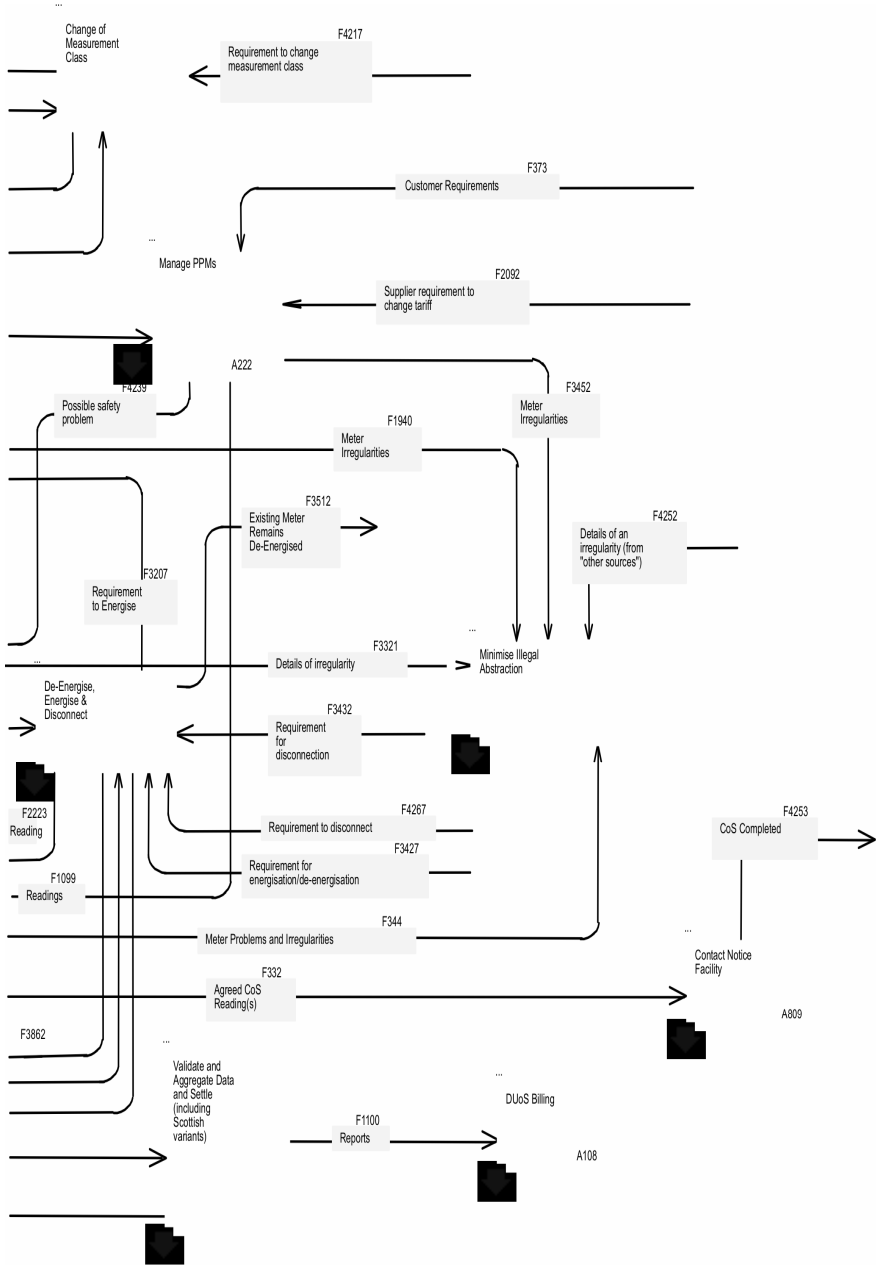 ...
Change of
Measurement
Class
F4217
Requirement to change
measurement class
F373
Customer Requirements
...
Manage PPMs
F2092
Supplier requirement to
change tariff
A222
F4239
Possible safety
problem
F3452
Meter
Irregularities
F1940
Meter
Irregularities
F3512
Existing Meter
Remains
De-Energised
F4252
Details of an
irregularity (from
"other sources")
F3207
Requirement
to Energise
...
Minimise Illegal
Abstraction
F3321
Details of irregularity
...
De-Energise,
Energise &
Disconnect
F3432
Requirement
for
disconnection
F2223
Reading
F4267
Requirement to disconnect
F4253
CoS Completed
F3427
Requirement for
energisation/de-energisation
F1099
Readings
F344
Meter Problems and Irregularities
...
Contact Notice
Facility
F332
Agreed CoS
Reading(s)
A809
F3862
...
Validate and
Aggregate Data
and Settle
(including
Scottish
variants)
...
DUoS Billing
F1100
Reports
A108